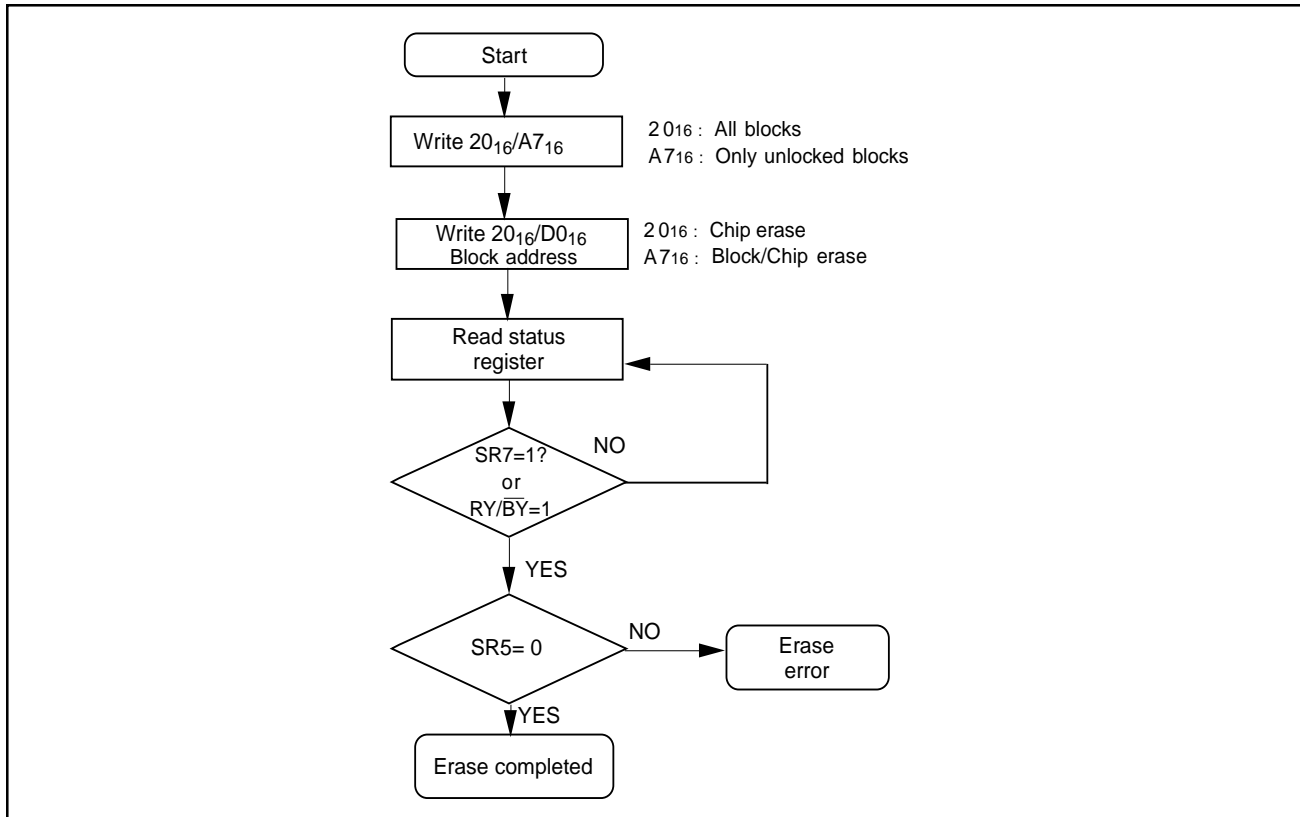 Start
Write 20₁₆/A7₁₆
2016 : All blocks
A716 : Only unlocked blocks
Write 20₁₆/D0₁₆
Block address
2016 : Chip erase
A716 : Block/Chip erase
Read status
register
SR7=1?
or
RY/B̅Y̅=1
NO
YES
SR5= 0
NO
Erase
error
YES
Erase completed